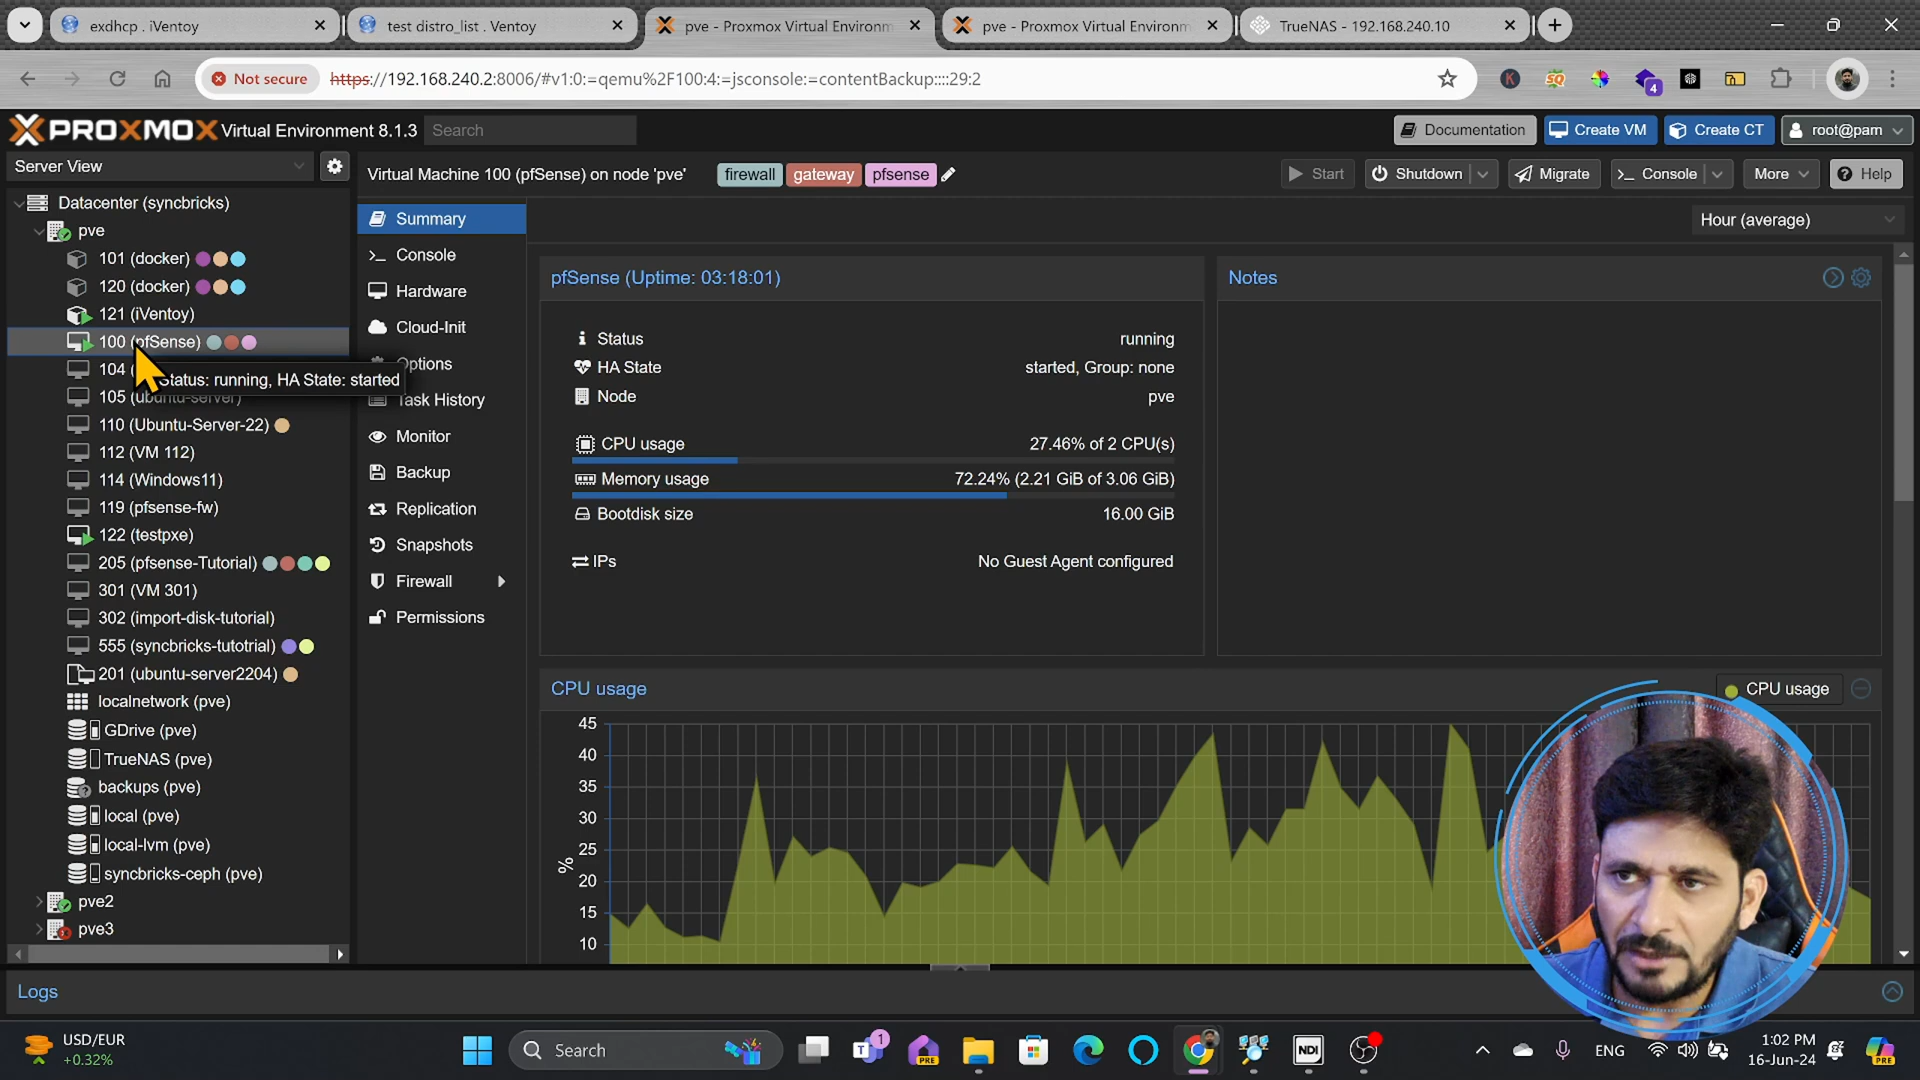 exdhcp . iVentoy
test distro_list . Ventoy
pve - Proxmox Virtual Environm
pve - Proxmox Virtual Environm
TrueNAS - 192.168.240.10
Not secure
https://192.168.240.2:8006/#v1:0:=qemu%2F100:4:=jsconsole:=contentBackup::::29:2
4
PROXMOX Virtual Environment 8.1.3
Search
Documentation
Create VM
Create CT
root@pam
Server View
Virtual Machine 100 (pfSense) on node 'pve'
firewall gateway pfsense
Start
Shutdown
Migrate
Console
More
Help
Datacenter (syncbricks)
pve
101 (docker)
120 (docker)
121 (iVentoy)
100 (pfSense)
104
Status: running, HA State: started
105 (ubuntu-server)
110 (Ubuntu-Server-22)
112 (VM 112)
114 (Windows11)
119 (pfsense-fw)
122 (testpxe)
205 (pfsense-Tutorial)
301 (VM 301)
302 (import-disk-tutorial)
555 (syncbricks-tutotrial)
201 (ubuntu-server2204)
localnetwork (pve)
GDrive (pve)
TrueNAS (pve)
backups (pve)
local (pve)
local-lvm (pve)
syncbricks-ceph (pve)
pve2
pve3
Summary
Console
Hardware
Cloud-Init
Options
Task History
Monitor
Backup
Replication
Snapshots
Firewall
Permissions
Hour (average)
pfSense (Uptime: 03:18:01)
Status running
HA State started, Group: none
Node pve
CPU usage 27.46% of 2 CPU(s)
Memory usage 72.24% (2.21 GiB of 3.06 GiB)
Bootdisk size 16.00 GiB
IPs No Guest Agent configured
Notes
CPU usage
CPU usage
45
40
35
30
25
20
15
10
%
Logs
USD/EUR
+0.32%
Search
1
PRE
NDI
ENG
1:02 PM
16-Jun-24
PRE